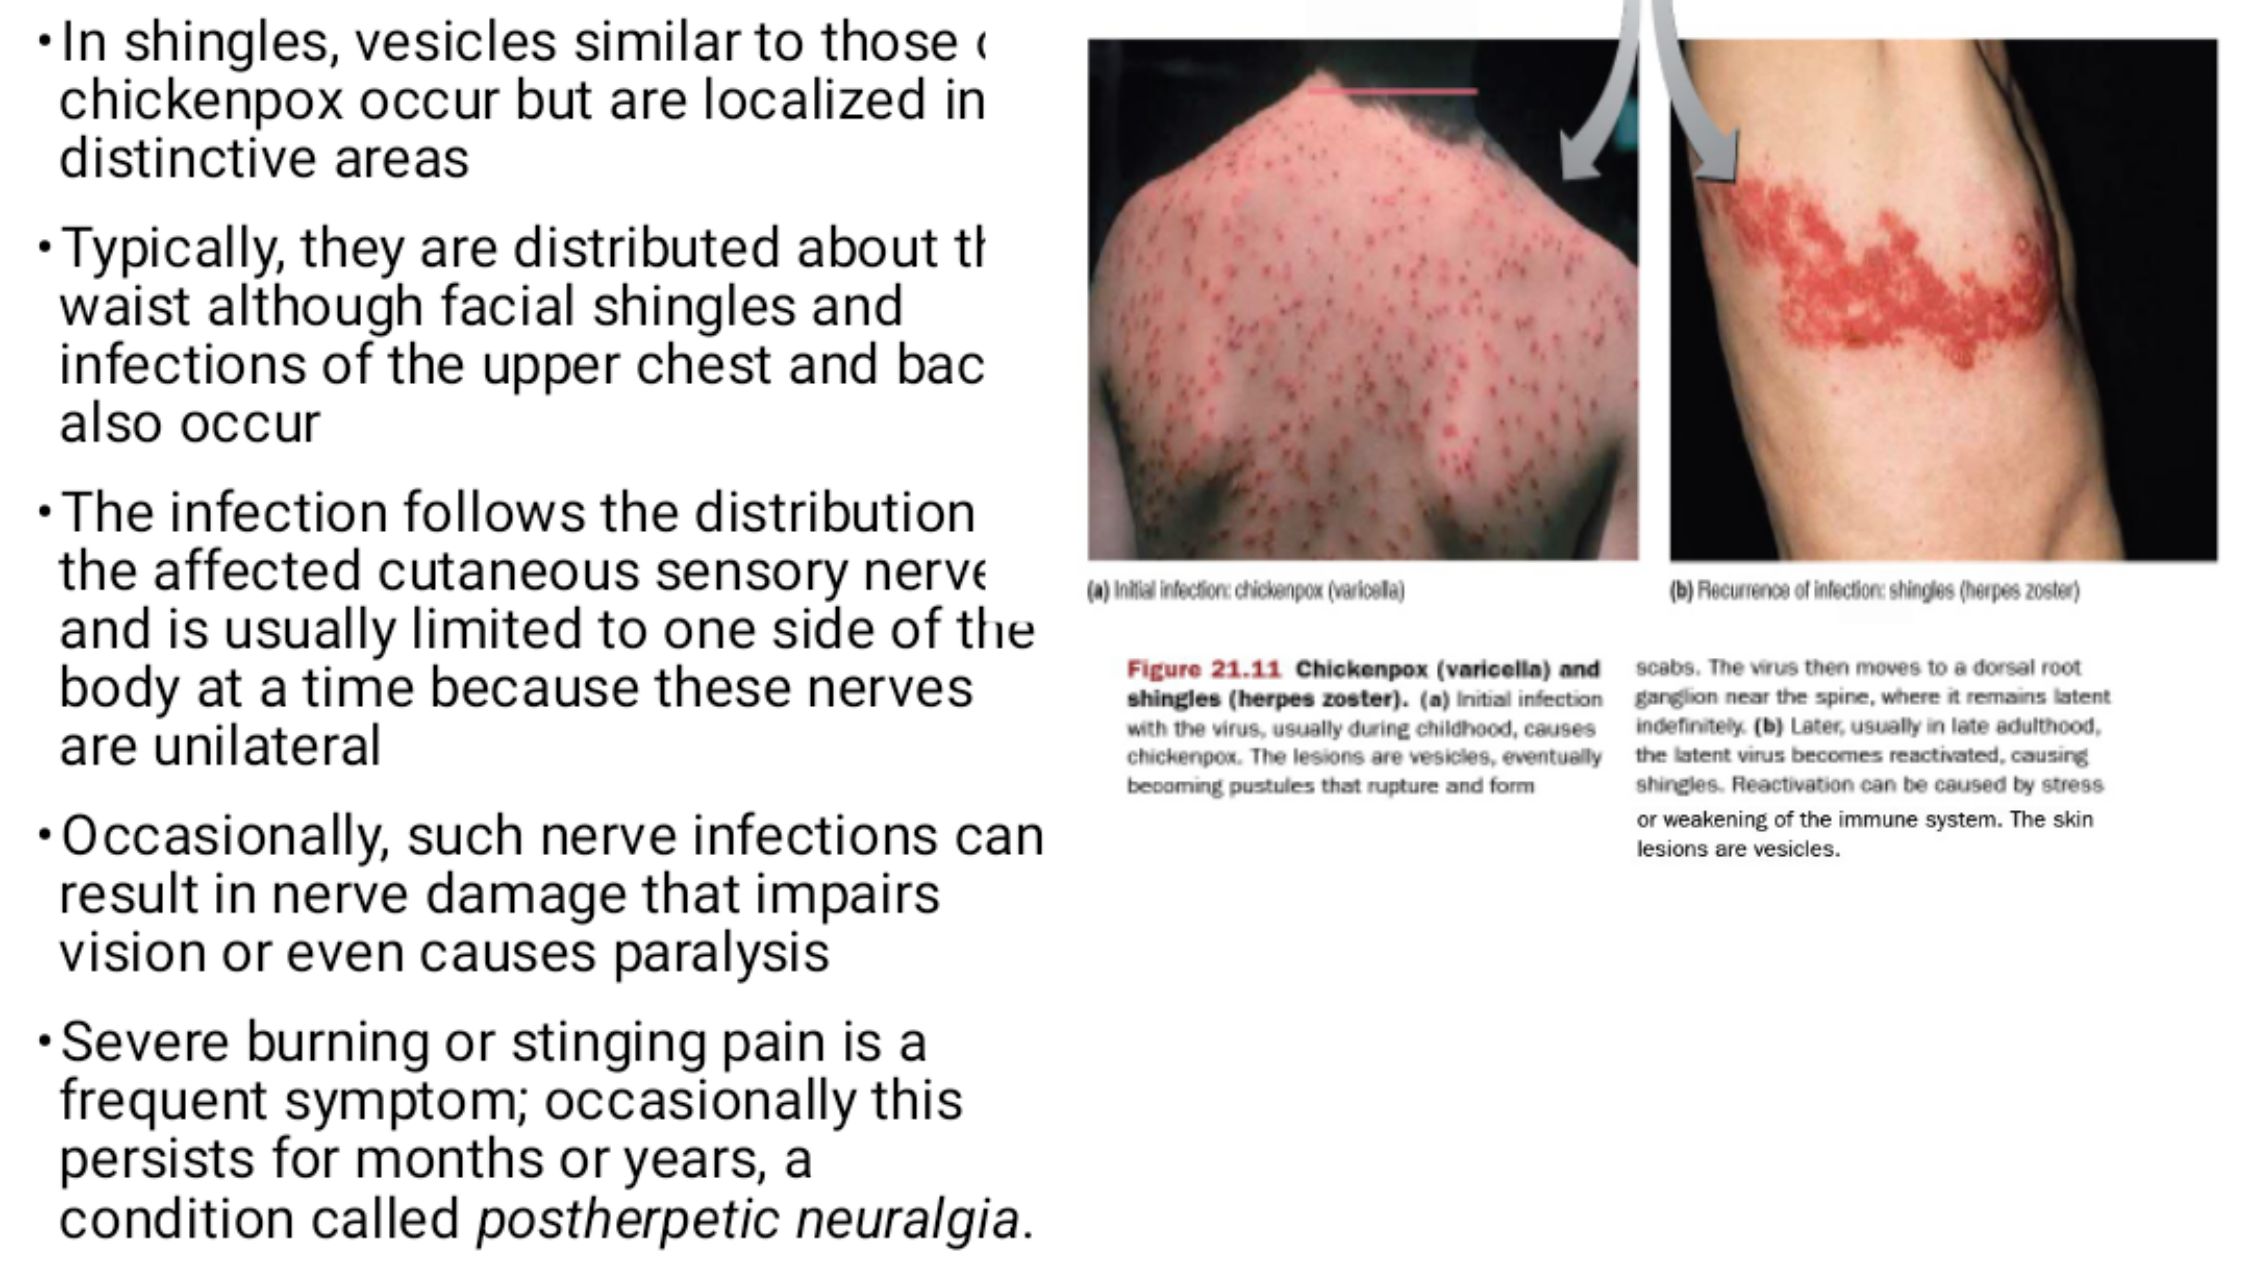 •In shingles, vesicles similar to those
chickenpox occur but are localized in
distinctive areas
•Typically, they are distributed about
waist although facial shingles and
infections of the upper chest and bac
also occur
•The infection follows the distribution
the affected cutaneous sensory nerve
and is usually limited to one side of the
body at a time because these nerves
are unilateral
•Occasionally, such nerve infections can
result in nerve damage that impairs
vision or even causes paralysis
•Severe burning or stinging pain is a
frequent symptom; occasionally this
persists for months or years, a
condition called postherpetic neuralgia.
(a) Initial infection: chickenpox (varicella)
(b) Recurrence of infection: shingles (herpes zoster)
Figure 21.11 Chickenpox (varicella) and
shingles (herpes zoster). (a) Initial infection
with the virus, usually during childhood, causes
chickenpox. The lesions are vesicles, eventually
becoming pustules that rupture and form
scabs. The virus then moves to a dorsal root
ganglion near the spine, where it remains latent
indefinitely. (b) Later, usually in late adulthood,
the latent virus becomes reactivated, causing
shingles. Reactivation can be caused by stress
or weakening of the immune system. The skin
lesions are vesicles.